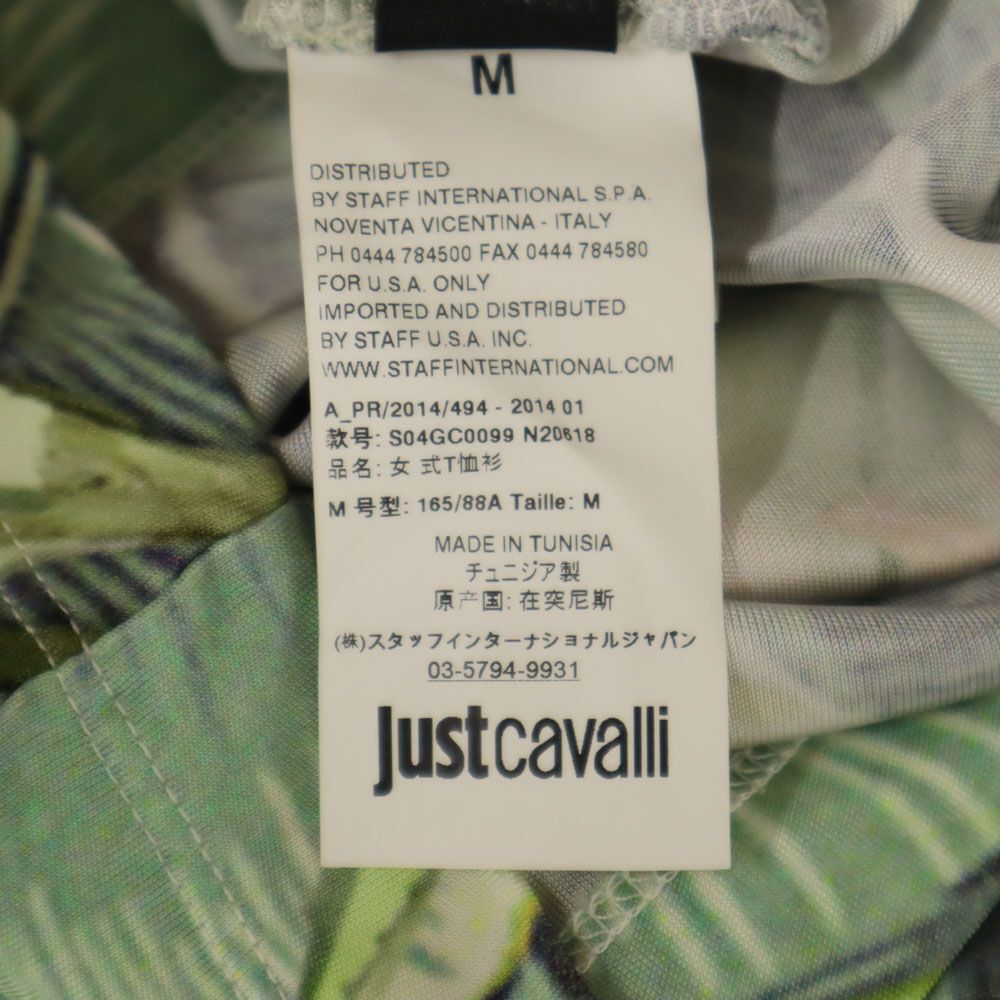 M
DISTRIBUTED
BY STAFF INTERNATIONAL S.P.A.
NOVENTA VICENTINA - ITALY
PH 0444 784500 FAX 0444 784580
FOR U.S.A. ONLY
IMPORTED AND DISTRIBUTED
BY STAFF U.S.A. INC.
WWW.STAFFINTERNATIONAL.COM
A_PR/2014/494 - 2014 01
款号: S04GC0099 N20618
品名: 女 式T恤衫
M 号型: 165/88A Taille: M
MADE IN TUNISIA
チュニジア製
原产国: 在突尼斯
(株)スタッフインターナショナルジャパン
03-5794-9931
Justcavalli